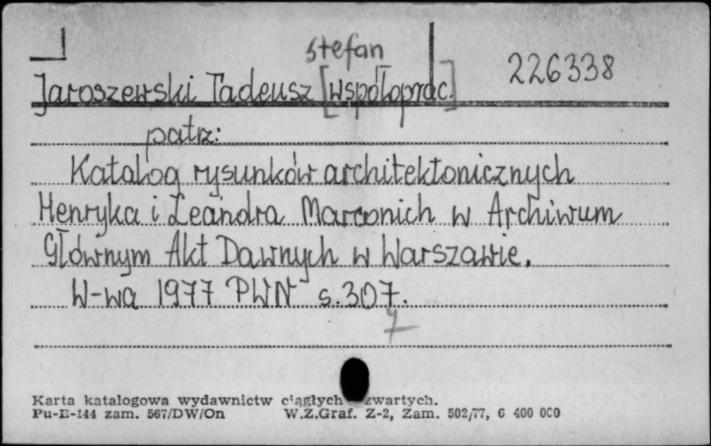 Stefan
226338
Jaroszewski Tadeusz [współoprac.]
patrz:
Katalog rysunków architektonicznych
Henryka i Leandra Marconich w Archiwum
Głównym Akt Dawnych w Warszawie.
W-wa 1977 PWN s.307.
Karta katalogowa wydawnictw ciągłych zwartych.
Pu-E-144 zam. 567/DW/On W.Z.Graf. Z-2, Zam. 502/77, 6 400 000